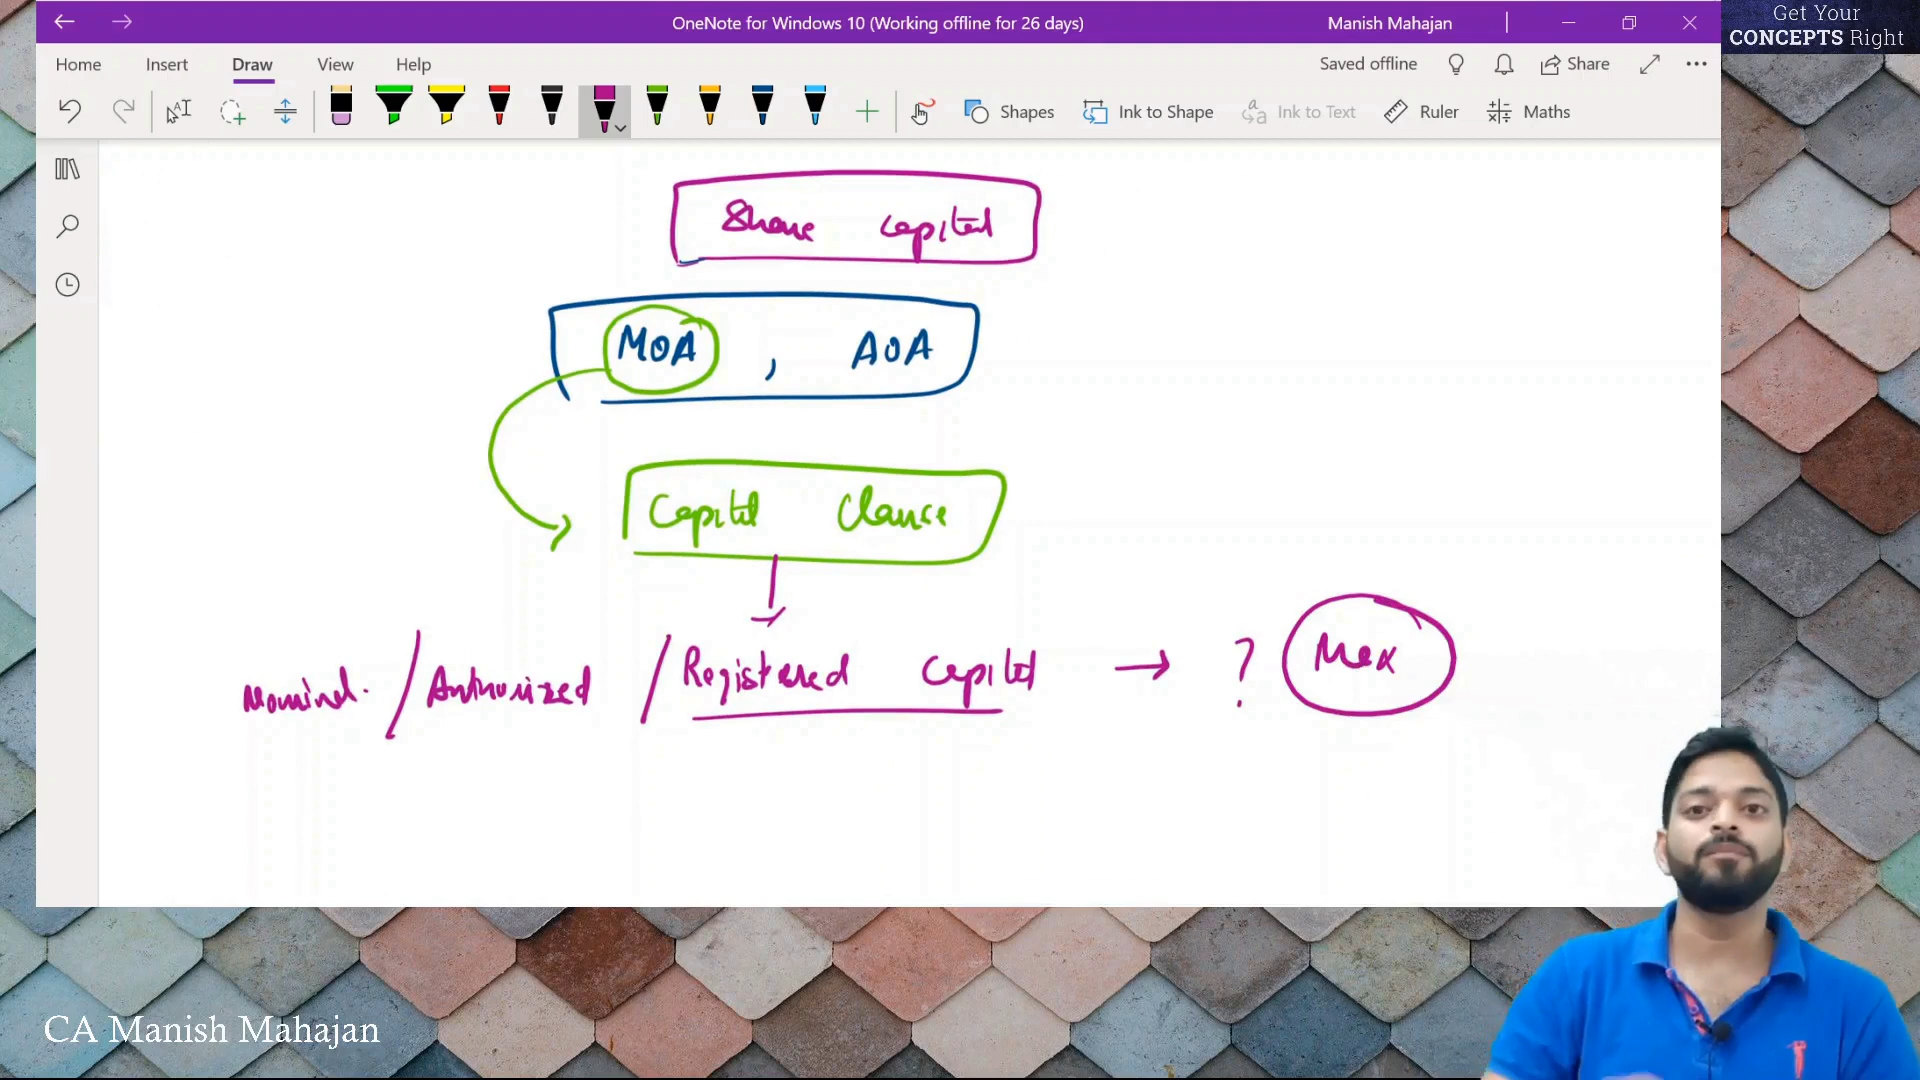 Get Your
CONCEPTS Right
OneNote for Windows 10 (Working offline for 26 days)
Manish Mahajan
Home Insert Draw View Help
Saved offline
Share
Shapes
Ink to Shape
Ink to Text
Ruler
Maths
Share capital
MOA , AOA
Capital Clause
Nominal / Authorized / Registered Capital → ? Max
CA Manish Mahajan